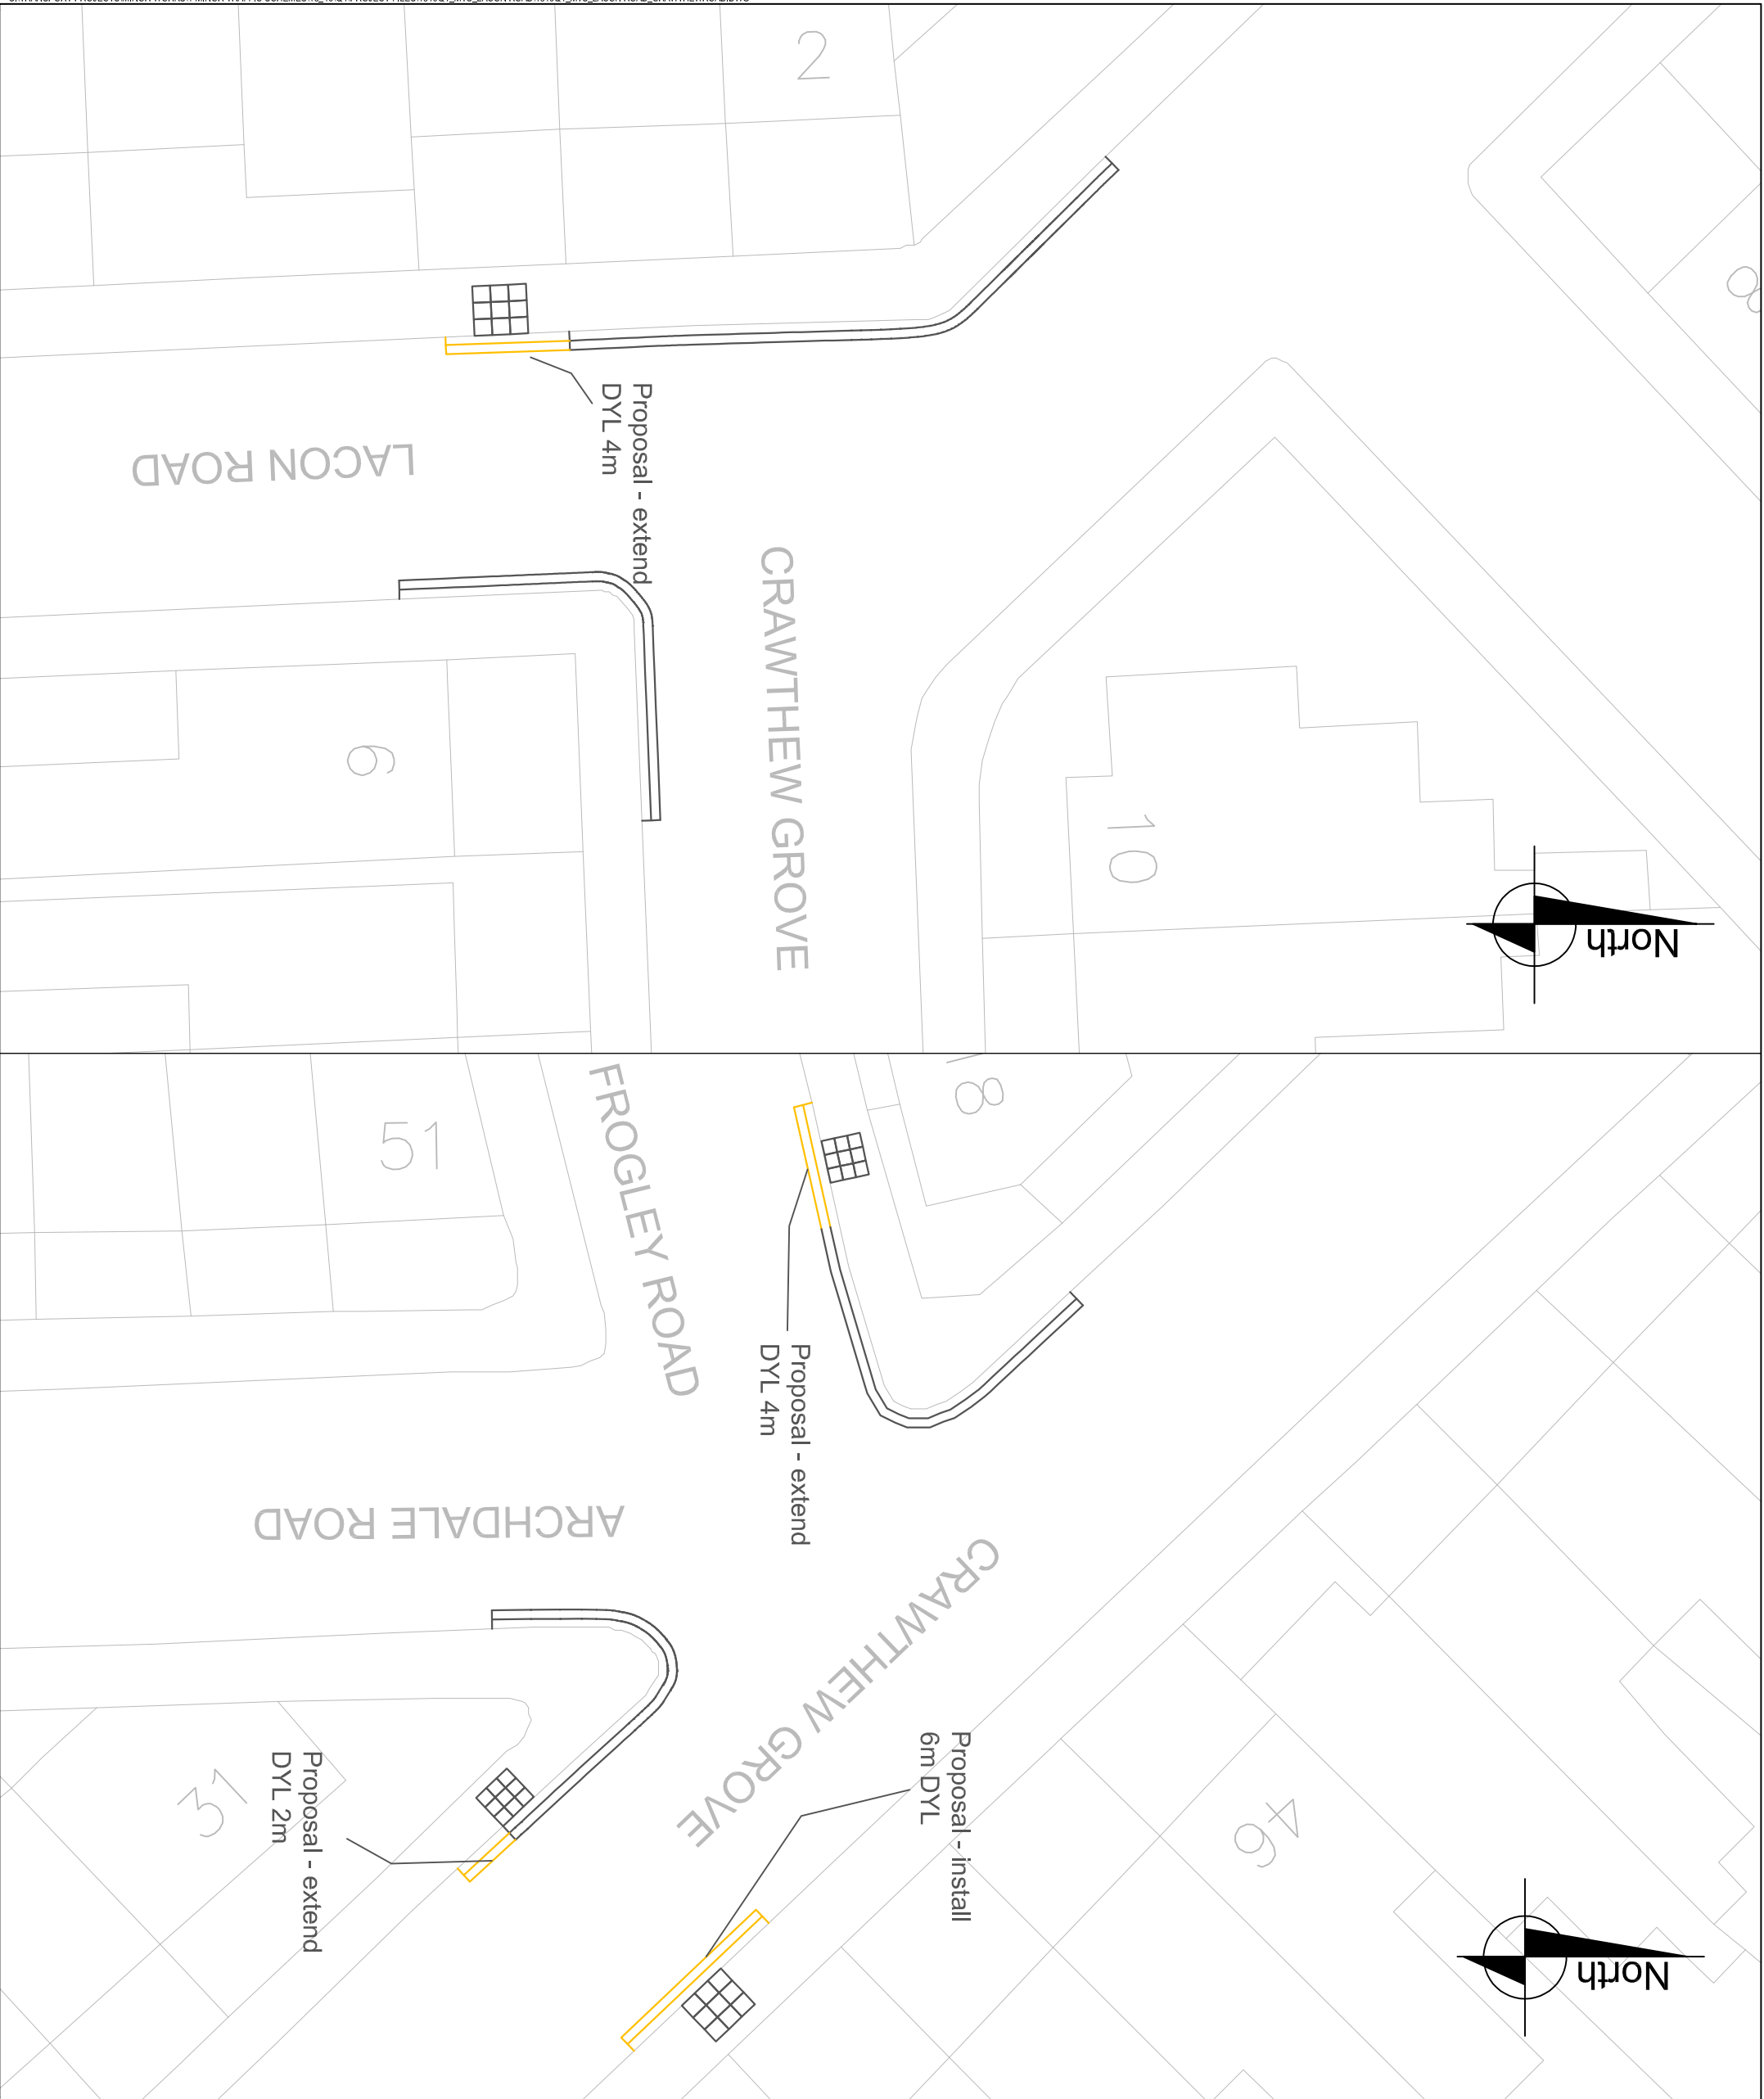 2
8
LACON ROAD
Proposal - extend
DYL 4m
CRAWTHEW GROVE
9
10
North
51
FROGLEY ROAD
18
Proposal - extend
DYL 4m
ARCHDALE ROAD
CRAWTHEW GROVE
31
Proposal - extend
DYL 2m
Proposal - install
6m DYL
46
North